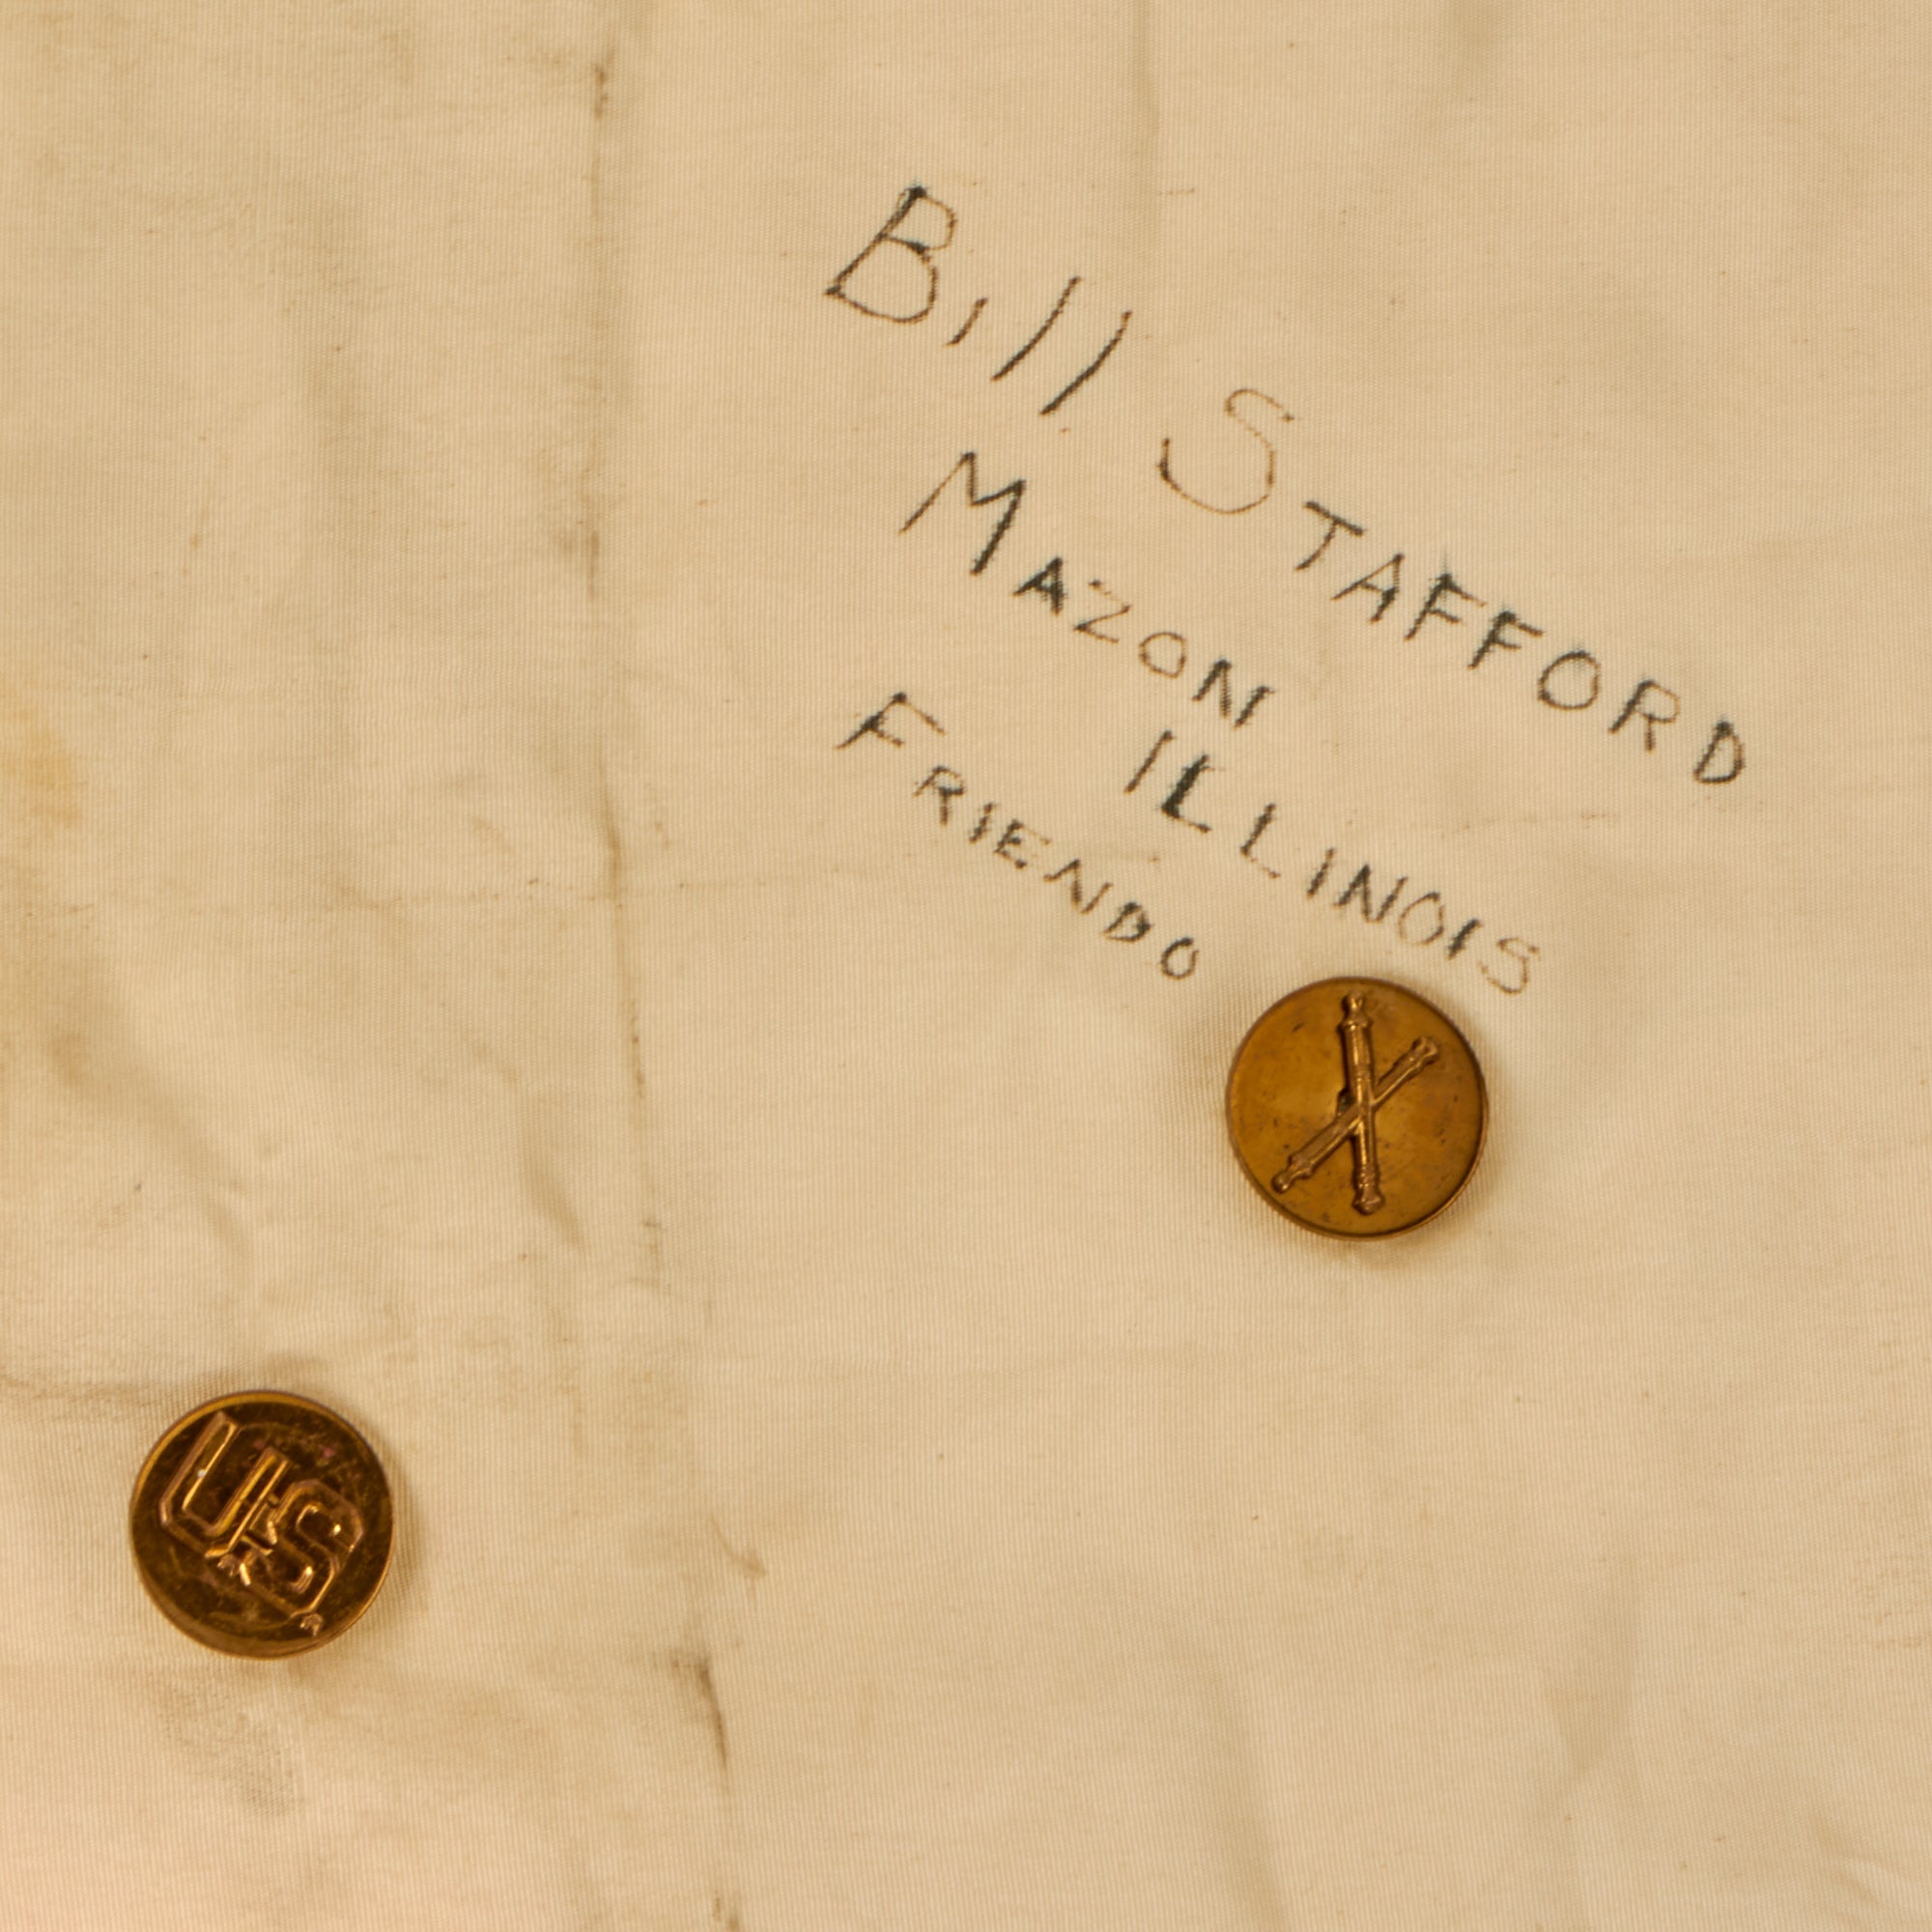 Bill STAFFORD
MAZON
ILLINOIS
FRIENDO
US